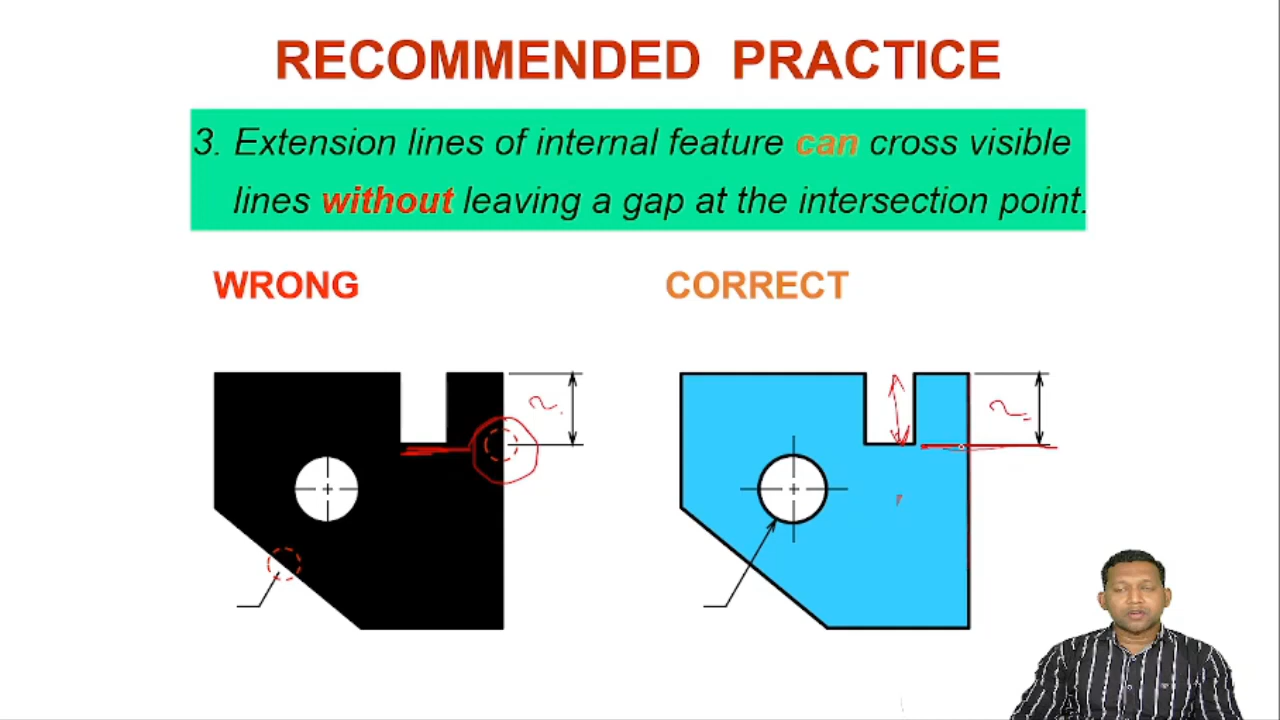 RECOMMENDED PRACTICE
3. Extension lines of internal feature can cross visible
lines without leaving a gap at the intersection point.
WRONG
CORRECT